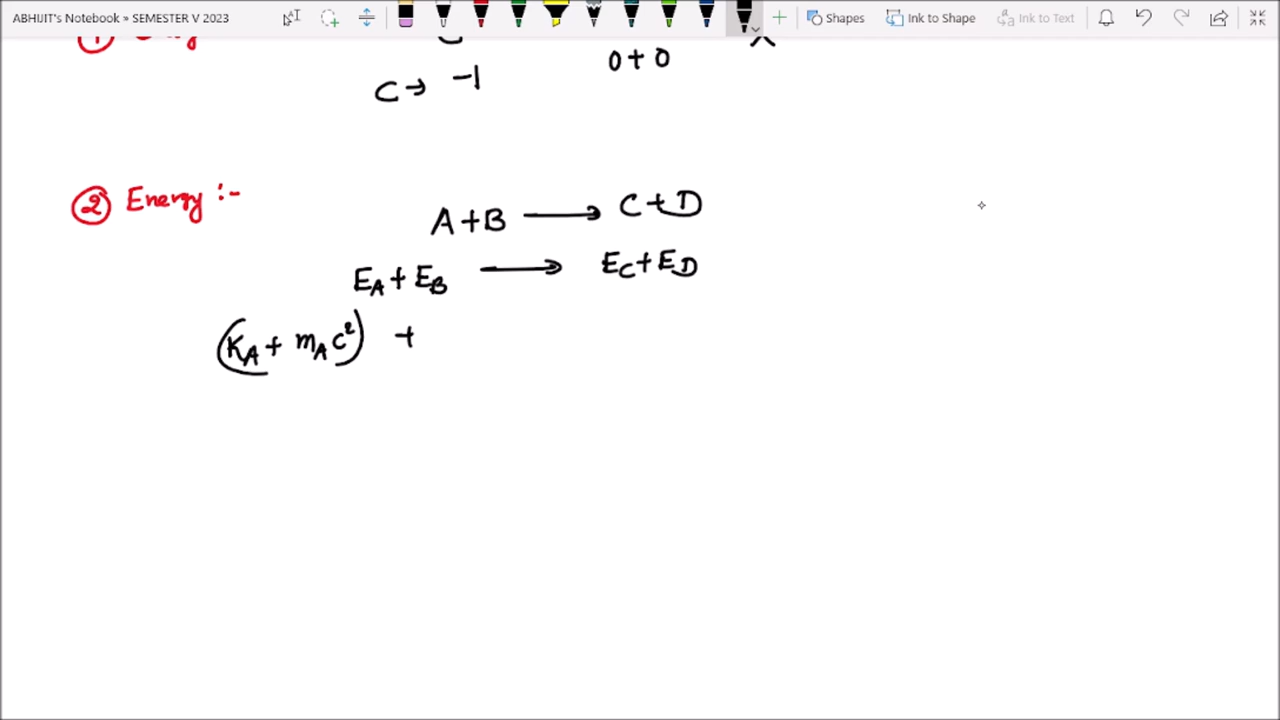 ABHIJIT's Notebook » SEMESTER V 2023 Shapes Ink to Shape Ink to Text
0 + 0
C → -1
② Energy :-
A + B → C + D
E_A + E_B → E_C + E_D
(K_A + m_A c²) +